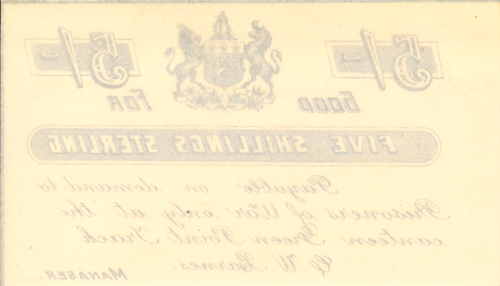 5/- 5/-
GOOD FOR
FIVE SHILLINGS STERLING
Payable on demand to
Prisoners of War only at the
canteen Green Point Track
W. Barnes
MANAGER.